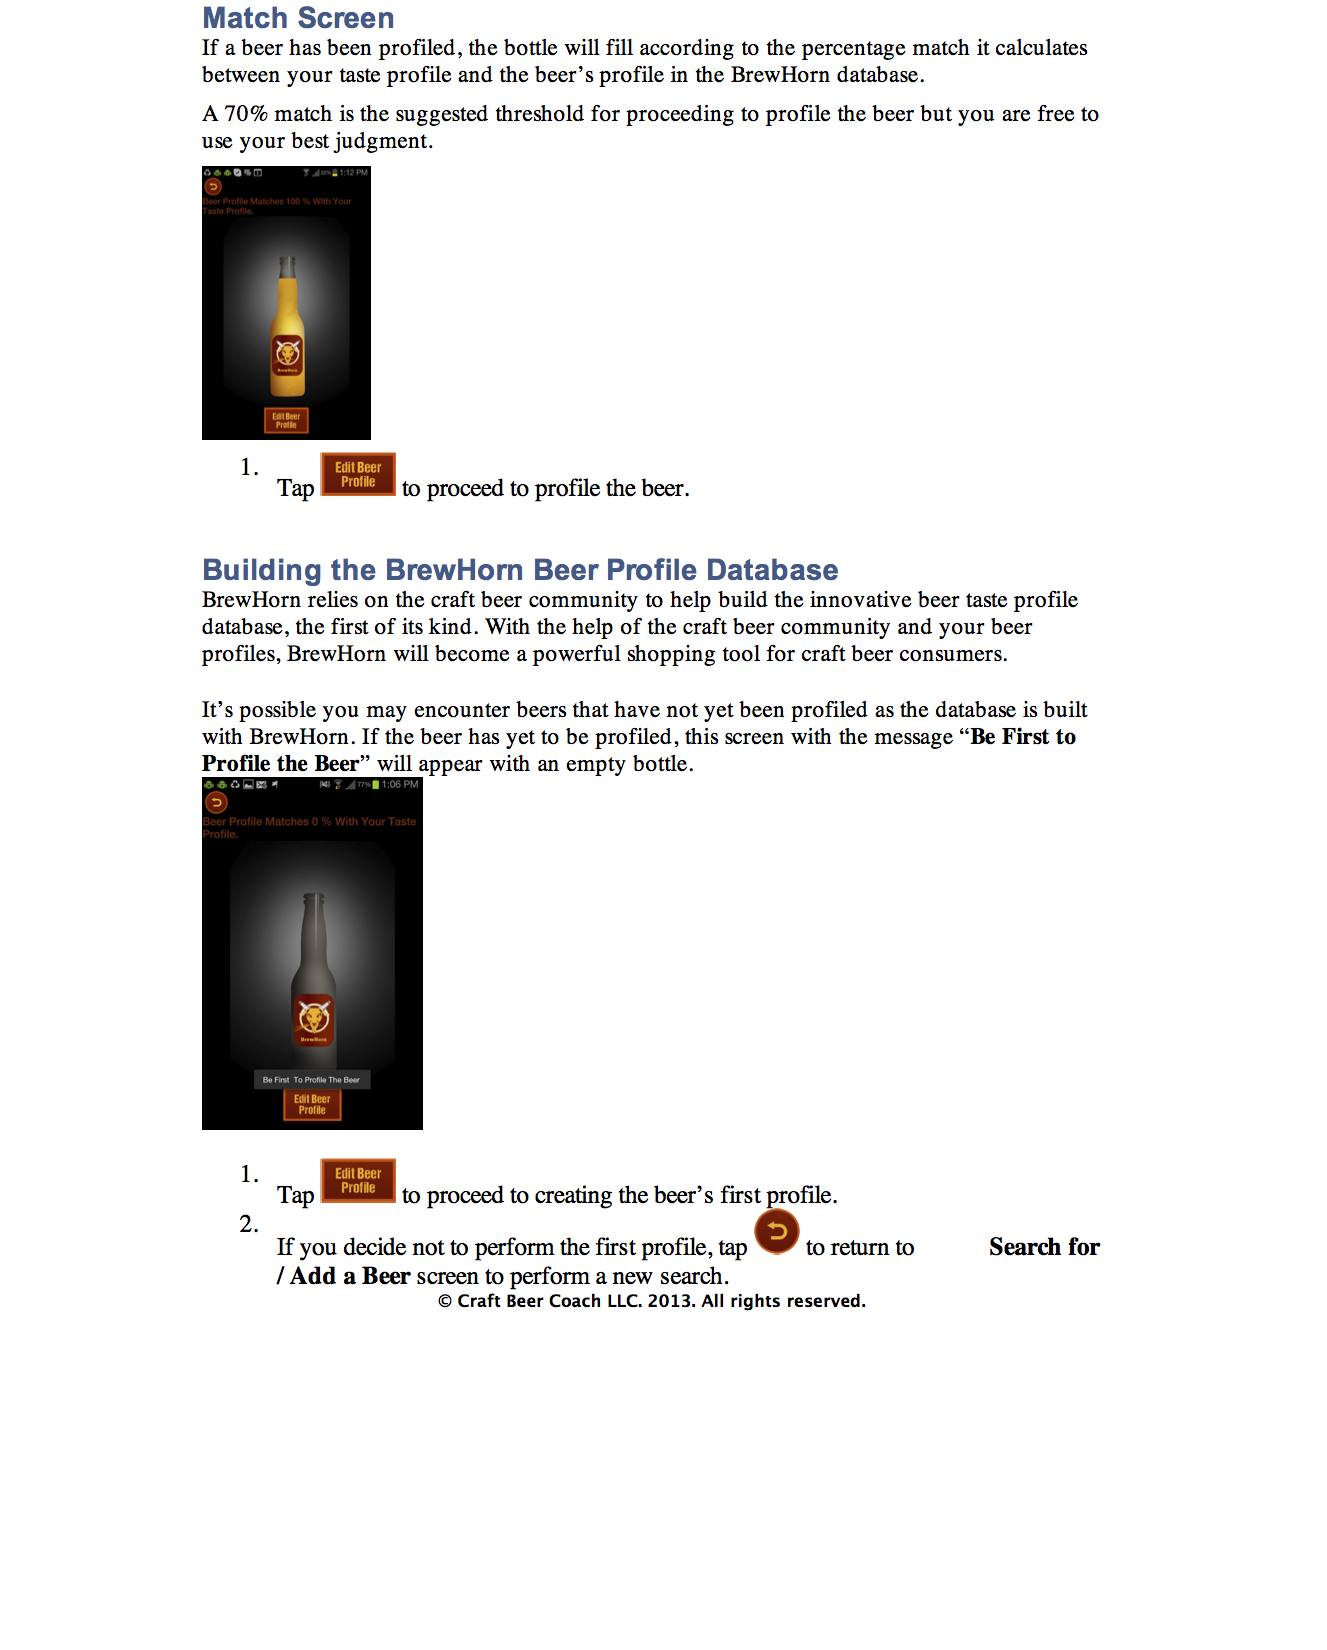 Match Screen
If a beer has been profiled, the bottle will fill according to the percentage match it calculates
between your taste profile and the beer’s profile in the BrewHorn database.
A 70% match is the suggested threshold for proceeding to profile the beer but you are free to
use your best judgment.
1:12 PM
Beer Profile Matches 100 % With Your
Taste Profile.
BrewHorn
Edit Beer
Profile
1.
Edit Beer
Profile
Tap to proceed to profile the beer.
Building the BrewHorn Beer Profile Database
BrewHorn relies on the craft beer community to help build the innovative beer taste profile
database, the first of its kind. With the help of the craft beer community and your beer
profiles, BrewHorn will become a powerful shopping tool for craft beer consumers.
It’s possible you may encounter beers that have not yet been profiled as the database is built
with BrewHorn. If the beer has yet to be profiled, this screen with the message “Be First to
Profile the Beer” will appear with an empty bottle.
77% 1:06 PM
Beer Profile Matches 0 % With Your Taste
Profile.
BrewHorn
Be First To Profile The Beer
Edit Beer
Profile
1.
Edit Beer
Profile
Tap to proceed to creating the beer’s first profile.
2.
If you decide not to perform the first profile, tap to return to Search for
/ Add a Beer screen to perform a new search.
© Craft Beer Coach LLC. 2013. All rights reserved.